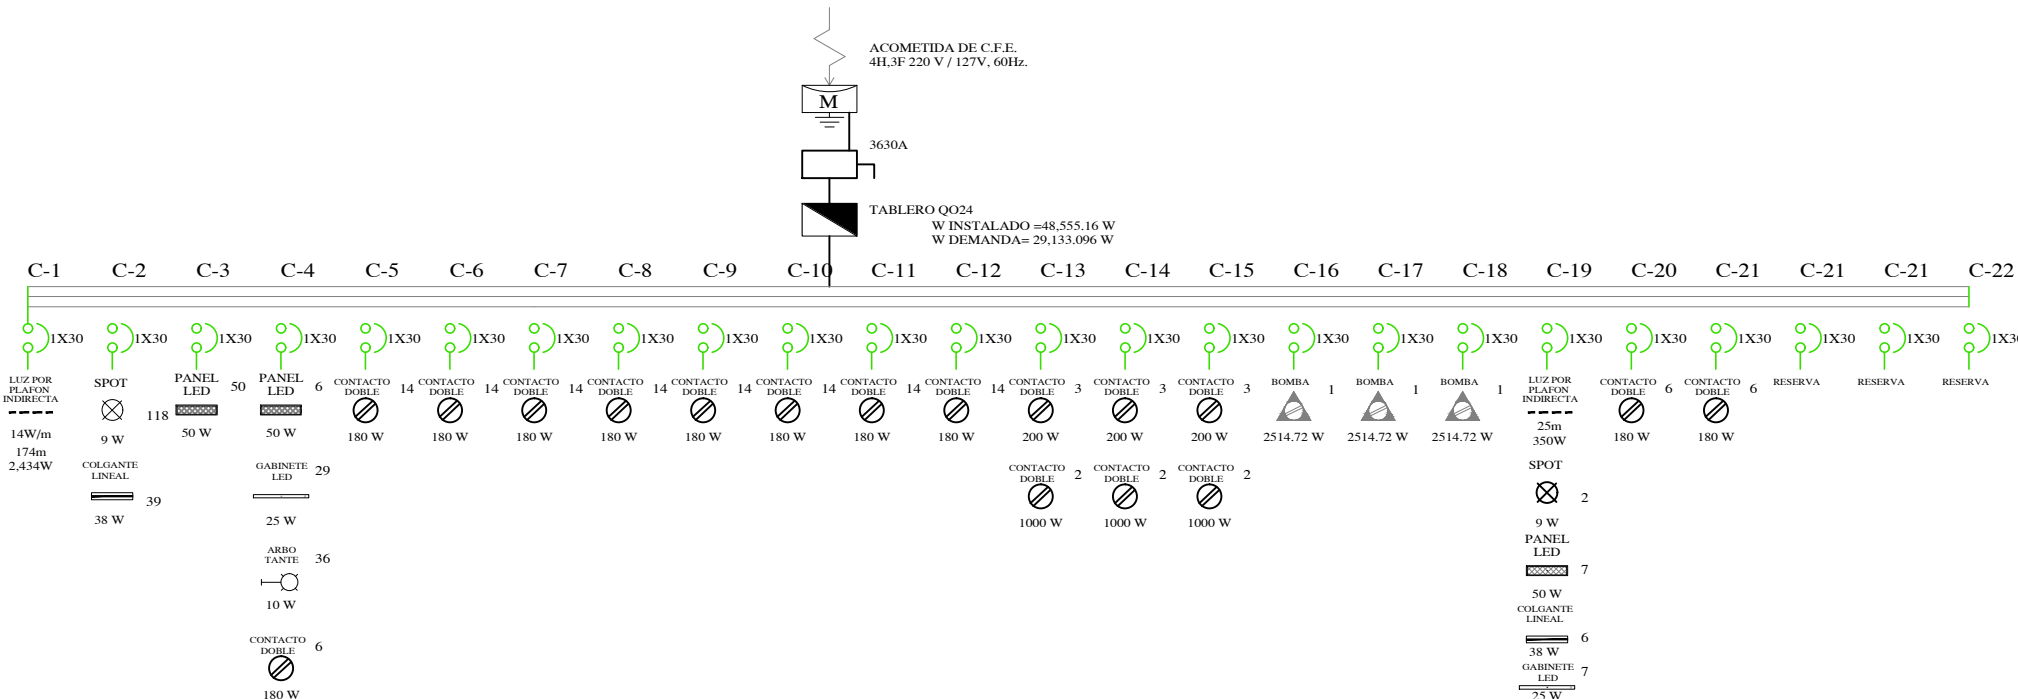 ACOMETIDA DE C.F.E.
4H,3F 220 V / 127V, 60Hz.
M
3630A
TABLERO QO24
W INSTALADO =48,555.16 W
W DEMANDA= 29,133.096 W
C-1 C-2 C-3 C-4 C-5 C-6 C-7 C-8 C-9 C-10 C-11 C-12 C-13 C-14 C-15 C-16 C-17 C-18 C-19 C-20 C-21 C-21 C-21 C-22
1X30 1X30 1X30 1X30 1X30 1X30 1X30 1X30 1X30 1X30 1X30 1X30 1X30 1X30 1X30 1X30 1X30 1X30 1X30 1X30 1X30 1X30 1X30 1X30
LUZ POR
PLAFON
INDIRECTA
14W/m
174m
2,434W
SPOT
118
9 W
COLGANTE
LINEAL
39
38 W
PANEL
LED
50
50 W
PANEL
LED
6
50 W
GABINETE
LED
29
25 W
ARBO
TANTE
36
10 W
CONTACTO
DOBLE
6
180 W
CONTACTO
DOBLE
14
180 W
CONTACTO
DOBLE
14
180 W
CONTACTO
DOBLE
14
180 W
CONTACTO
DOBLE
14
180 W
CONTACTO
DOBLE
14
180 W
CONTACTO
DOBLE
14
180 W
CONTACTO
DOBLE
14
180 W
CONTACTO
DOBLE
14
180 W
CONTACTO
DOBLE
3
200 W
CONTACTO
DOBLE
2
1000 W
CONTACTO
DOBLE
3
200 W
CONTACTO
DOBLE
2
1000 W
CONTACTO
DOBLE
3
200 W
CONTACTO
DOBLE
2
1000 W
BOMBA
1
2514.72 W
BOMBA
1
2514.72 W
BOMBA
1
2514.72 W
LUZ POR
PLAFON
INDIRECTA
25m
350W
SPOT
2
9 W
PANEL
LED
7
50 W
COLGANTE
LINEAL
6
38 W
GABINETE
LED
7
25 W
CONTACTO
DOBLE
6
180 W
CONTACTO
DOBLE
6
180 W
RESERVA
RESERVA
RESERVA